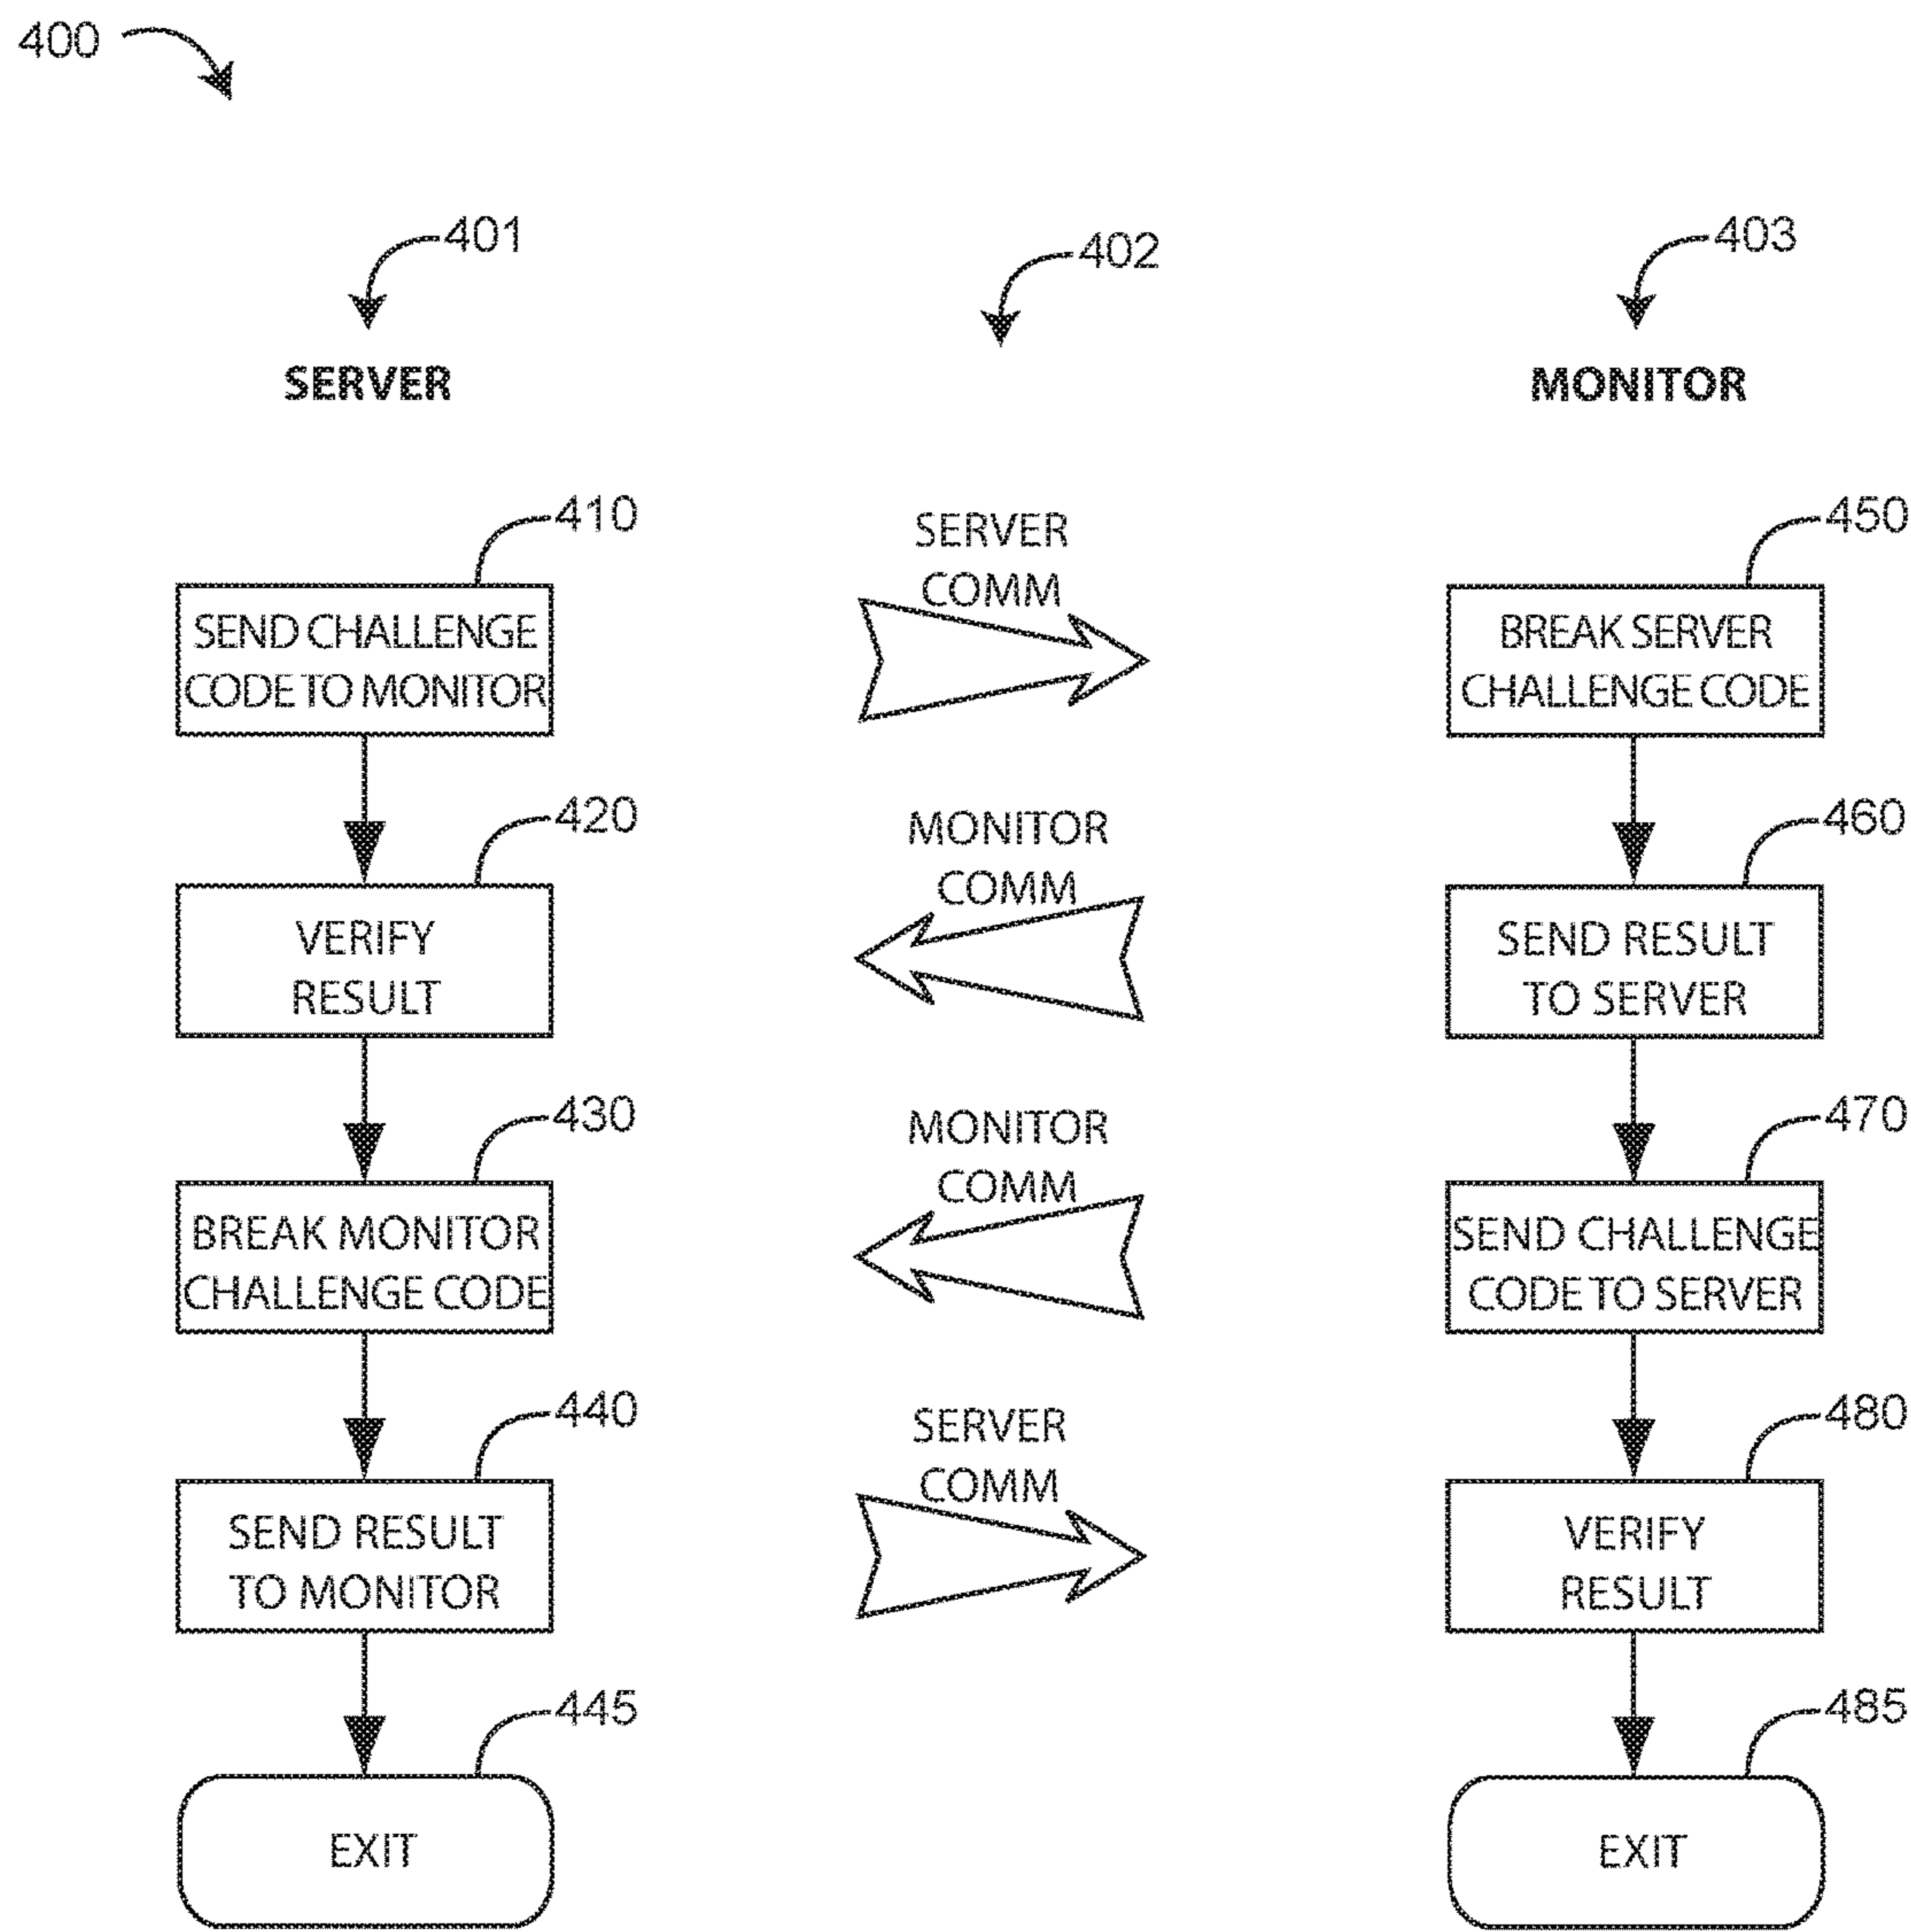 400
401
402
403
SERVER
MONITOR
410
SEND CHALLENGE
CODE TO MONITOR
SERVER
COMM
450
BREAK SERVER
CHALLENGE CODE
420
VERIFY
RESULT
MONITOR
COMM
460
SEND RESULT
TO SERVER
430
BREAK MONITOR
CHALLENGE CODE
MONITOR
COMM
470
SEND CHALLENGE
CODE TO SERVER
440
SEND RESULT
TO MONITOR
SERVER
COMM
480
VERIFY
RESULT
445
EXIT
485
EXIT